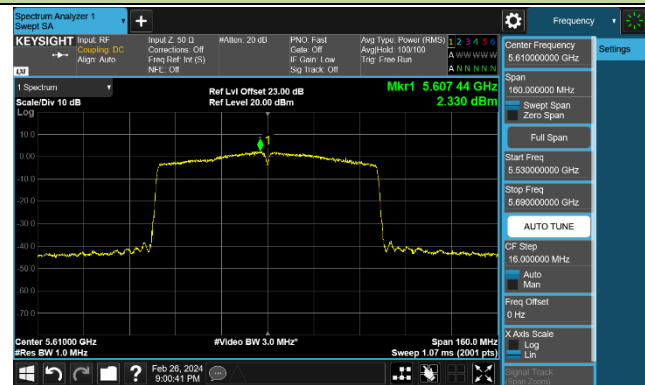 Spectrum Analyzer 1
Swept SA
Frequency
KEYSIGHT
Input: RF
Coupling: DC
Align: Auto
Input Z: 50 Ω
Corrections: Off
Freq Ref: Int (S)
NFE: Off
#Atten: 20 dB
PNO: Fast
Gate: Off
IF Gain: Low
Sig Track: Off
Avg Type: Power (RMS)
Avg|Hold: 100/100
Trig: Free Run
1 2 3 4 5 6
A W W W W W
A N N N N N
LXI
1 Spectrum
Scale/Div 10 dB
Log
Ref Lvl Offset 23.00 dB
Ref Level 20.00 dBm
Mkr1 5.607 44 GHz
2.330 dBm
1
10.0
0.00
-10.0
-20.0
-30.0
-40.0
-50.0
-60.0
-70.0
Center 5.61000 GHz
#Res BW 1.0 MHz
#Video BW 3.0 MHz*
Span 160.0 MHz
Sweep 1.07 ms (2001 pts)
Feb 26, 2024
9:00:41 PM
Center Frequency
5.610000000 GHz
Span
160.000000 MHz
Swept Span
Zero Span
Full Span
Start Freq
5.530000000 GHz
Stop Freq
5.690000000 GHz
AUTO TUNE
CF Step
16.000000 MHz
Auto
Man
Freq Offset
0 Hz
X Axis Scale
Log
Lin
Signal Track
(Span Zoom)
Settings